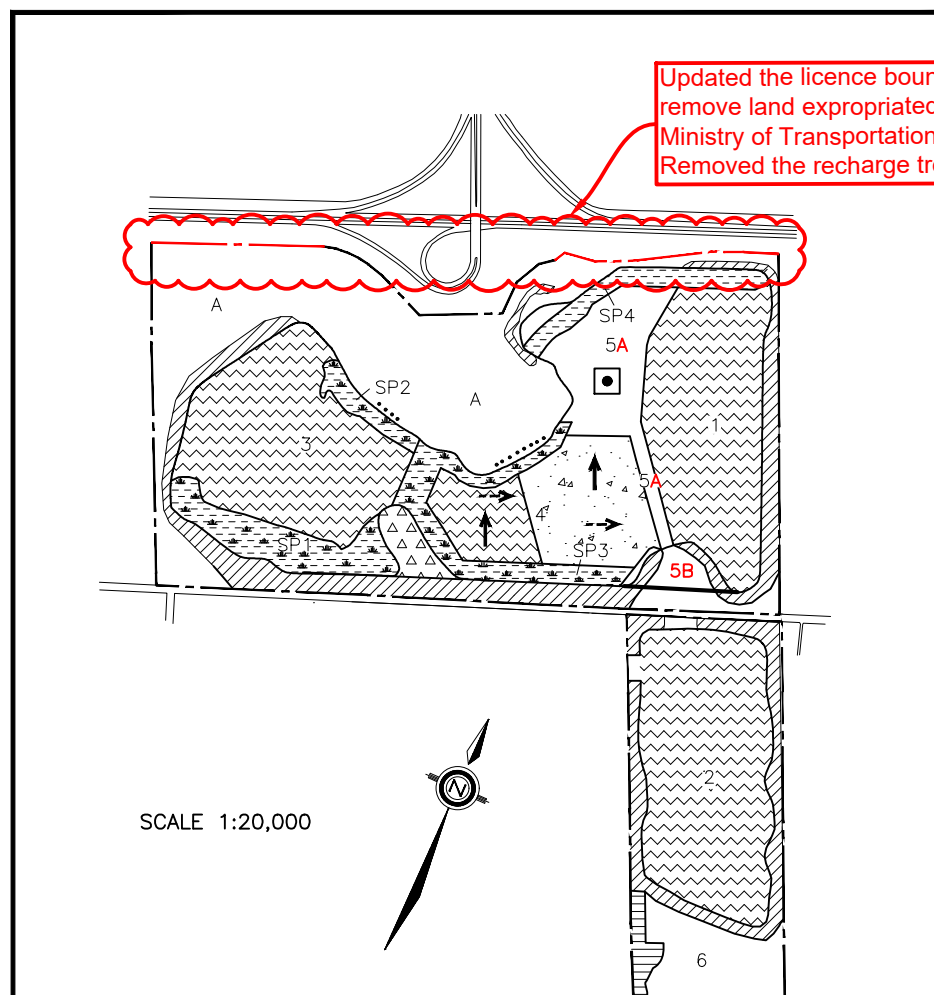 Updated the licence boun
remove land expropriated
Ministry of Transportation
Removed the recharge tre
A
SP4
5A
SP2
A
1
3
5A
2
4
SP1
SP3
5B
2
N
SCALE 1:20,000
6